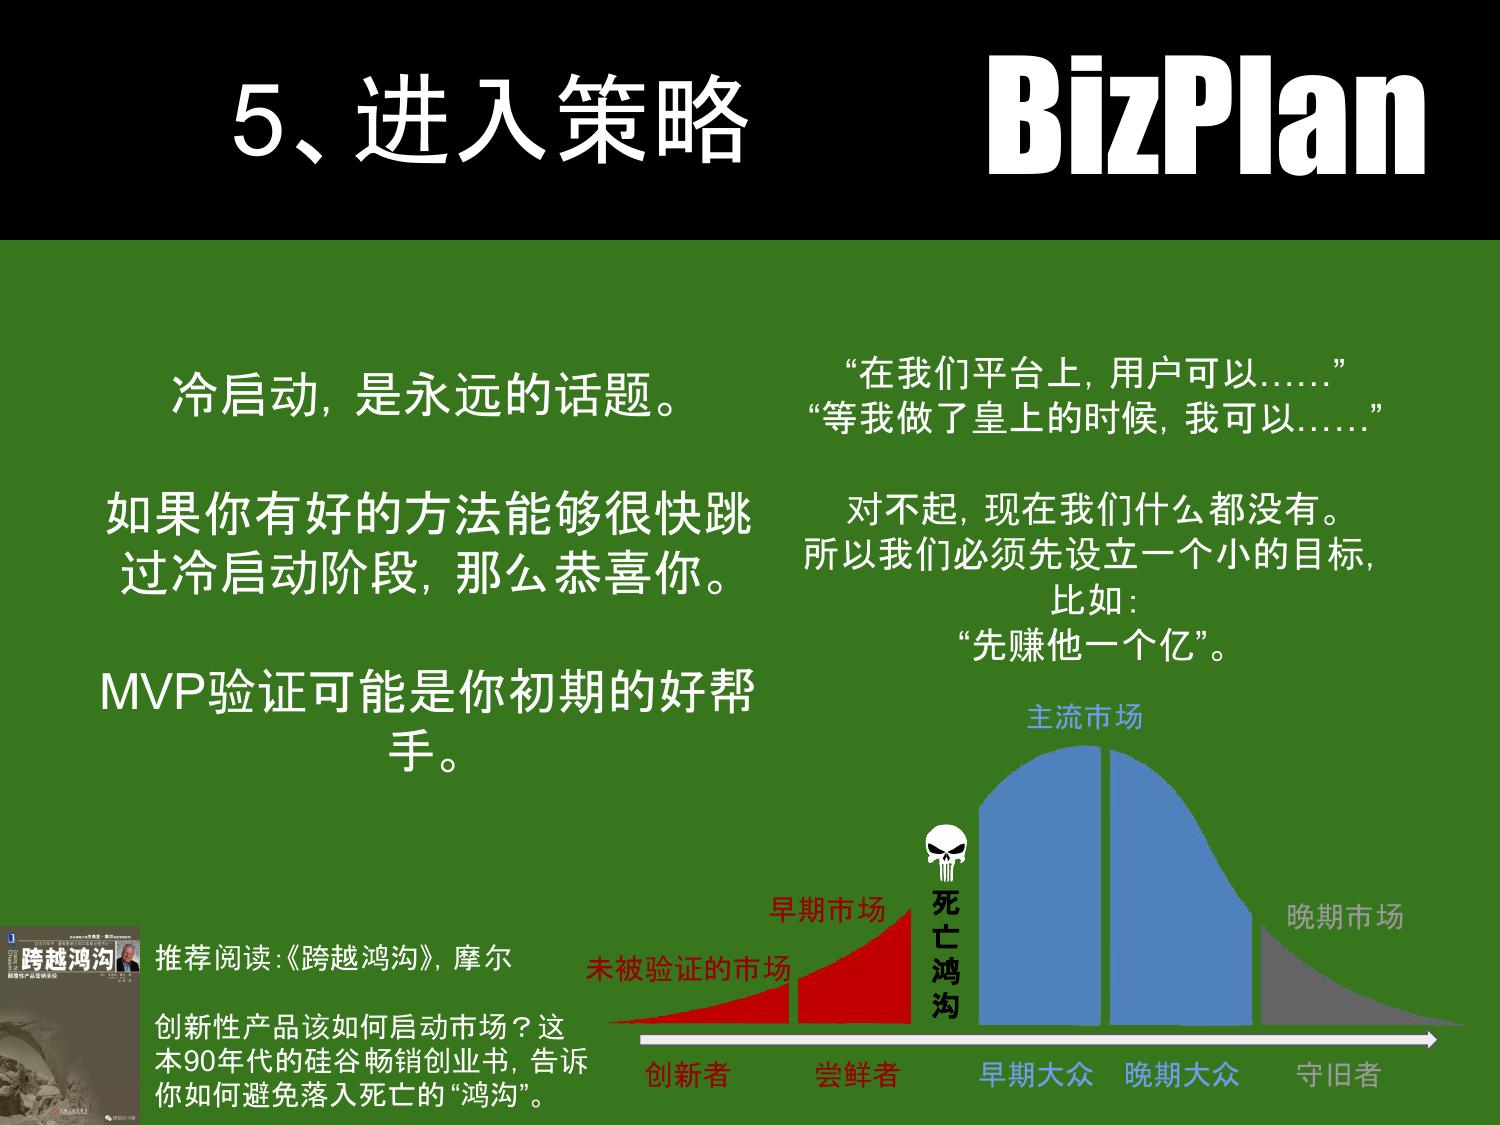 5、进入策略
BizPlan
冷启动，是永远的话题。
如果你有好的方法能够很快跳
过冷启动阶段，那么恭喜你。
MVP验证可能是你初期的好帮
手。
“在我们平台上，用户可以……”
“等我做了皇上的时候，我可以……”
对不起，现在我们什么都没有。
所以我们必须先设立一个小的目标，
比如：
“先赚他一个亿”。
主流市场
早期市场
死
亡
鸿
沟
晚期市场
未被验证的市场
创新者
尝鲜者
早期大众
晚期大众
守旧者
跨越鸿沟
推荐阅读：《跨越鸿沟》，摩尔
创新性产品该如何启动市场？这
本90年代的硅谷畅销创业书，告诉
你如何避免落入死亡的“鸿沟”。